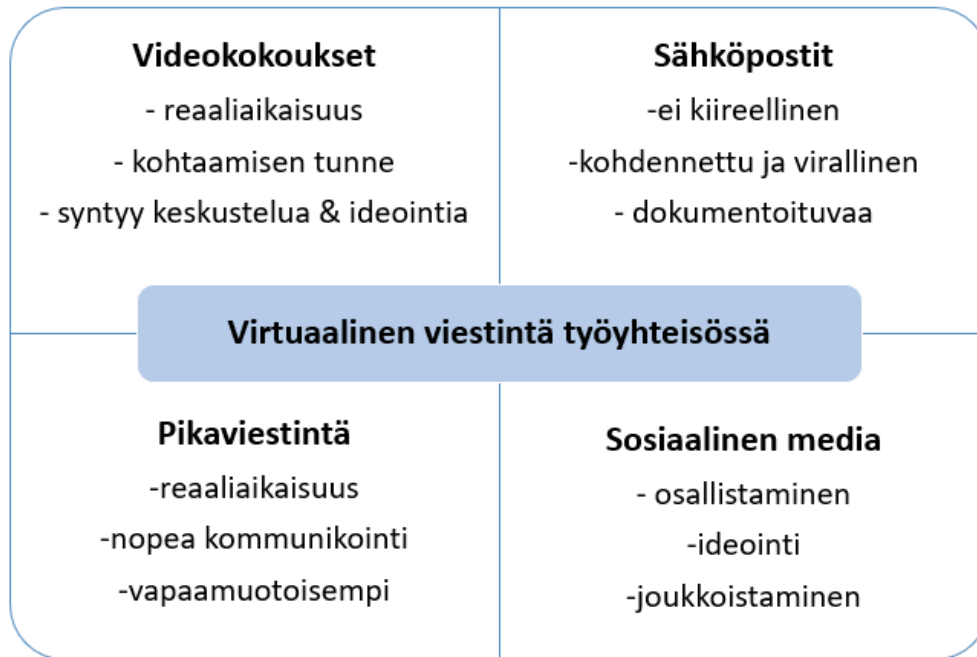 Videokokoukset
- reaaliaikaisuus
- kohtaamisen tunne
- syntyy keskustelua & ideointia
Sähköpostit
-ei kiireellinen
-kohdennettu ja virallinen
- dokumentoituvaa
Virtuaalinen viestintä työyhteisössä
Pikaviestintä
-reaaliaikaisuus
-nopea kommunikointi
-vapaamuotoisempi
Sosiaalinen media
- osallistaminen
-ideointi
-joukkoistaminen